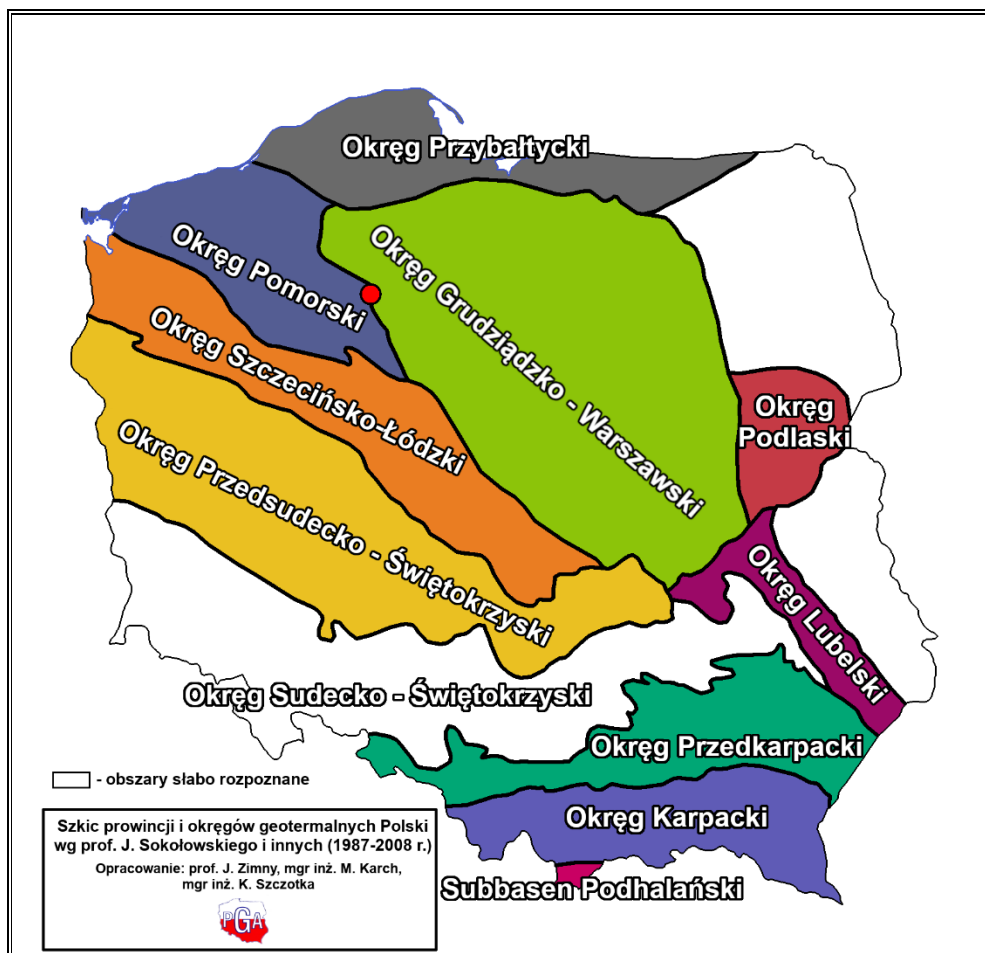 Okręg Przybałtycki
Okręg Pomorski
Okręg Grudziądzko - Warszawski
Okręg Szczecińsko-Łódzki
Okręg
Podlaski
Okręg Przedsudecko - Świętokrzyski
Okręg Lubelski
Okręg Sudecko - Świętokrzyski
Okręg Przedkarpacki
- obszary słabo rozpoznane
Okręg Karpacki
Subbasen Podhalański
Szkic prowincji i okręgów geotermalnych Polski
wg prof. J. Sokołowskiego i innych (1987-2008 r.)
Opracowanie: prof. J. Zimny, mgr inż. M. Karch,
mgr inż. K. Szczotka
PGA